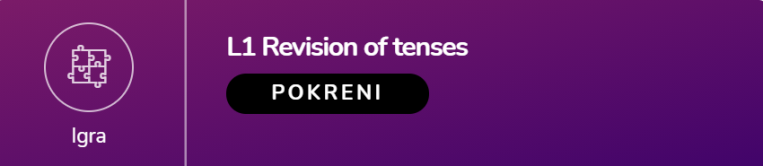 Igra
L1 Revision of tenses
POKRENI